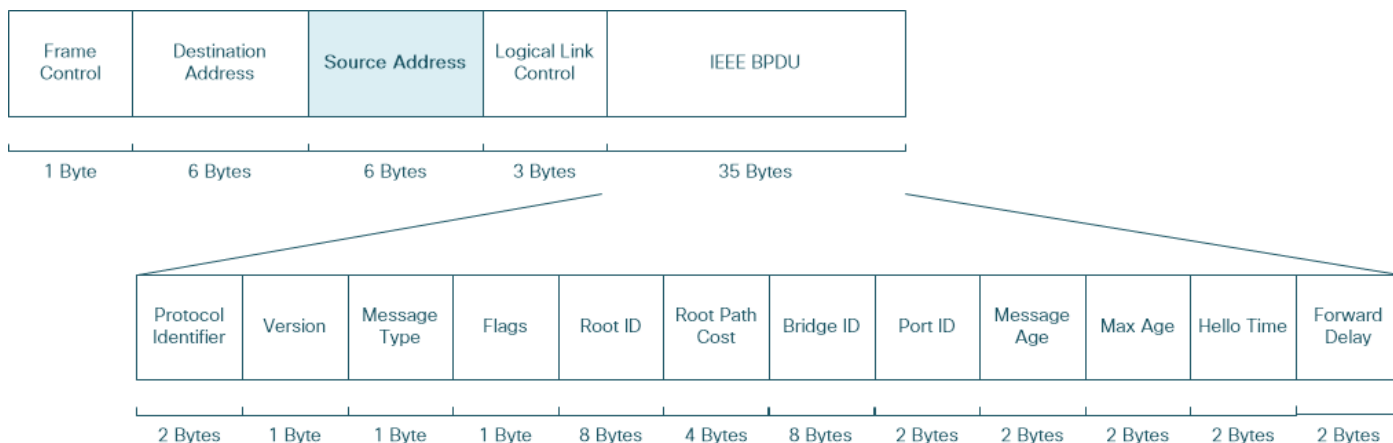 Frame
Control
Destination
Address
Source Address
Logical Link
Control
IEEE BPDU
1 Byte
6 Bytes
6 Bytes
3 Bytes
35 Bytes
Protocol
Identifier
Version
Message
Type
Flags
Root ID
Root Path
Cost
Bridge ID
Port ID
Message
Age
Max Age
Hello Time
Forward
Delay
2 Bytes
1 Byte
1 Byte
1 Byte
8 Bytes
4 Bytes
8 Bytes
2 Bytes
2 Bytes
2 Bytes
2 Bytes
2 Bytes